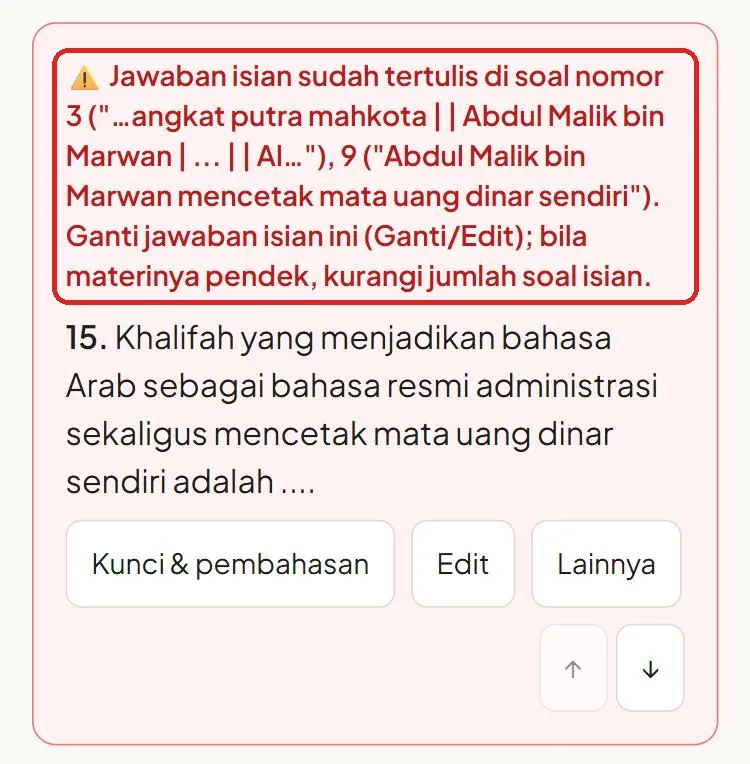 ⚠️ Jawaban isian sudah tertulis di soal nomor
3 ("…angkat putra mahkota | | Abdul Malik bin
Marwan | ... | | Al…"), 9 ("Abdul Malik bin
Marwan mencetak mata uang dinar sendiri").
Ganti jawaban isian ini (Ganti/Edit); bila
materinya pendek, kurangi jumlah soal isian.
15. Khalifah yang menjadikan bahasa
Arab sebagai bahasa resmi administrasi
sekaligus mencetak mata uang dinar
sendiri adalah ....
Kunci & pembahasan
Edit
Lainnya
↑
↓